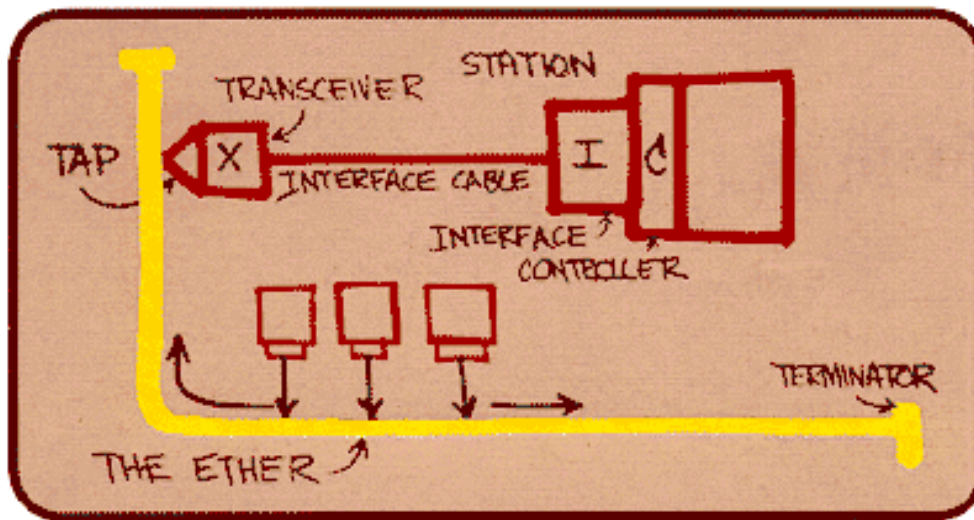 STATION
TRANSCEIVER
TAP
X
I
C
INTERFACE CABLE
INTERFACE
CONTROLLER
TERMINATOR
THE ETHER